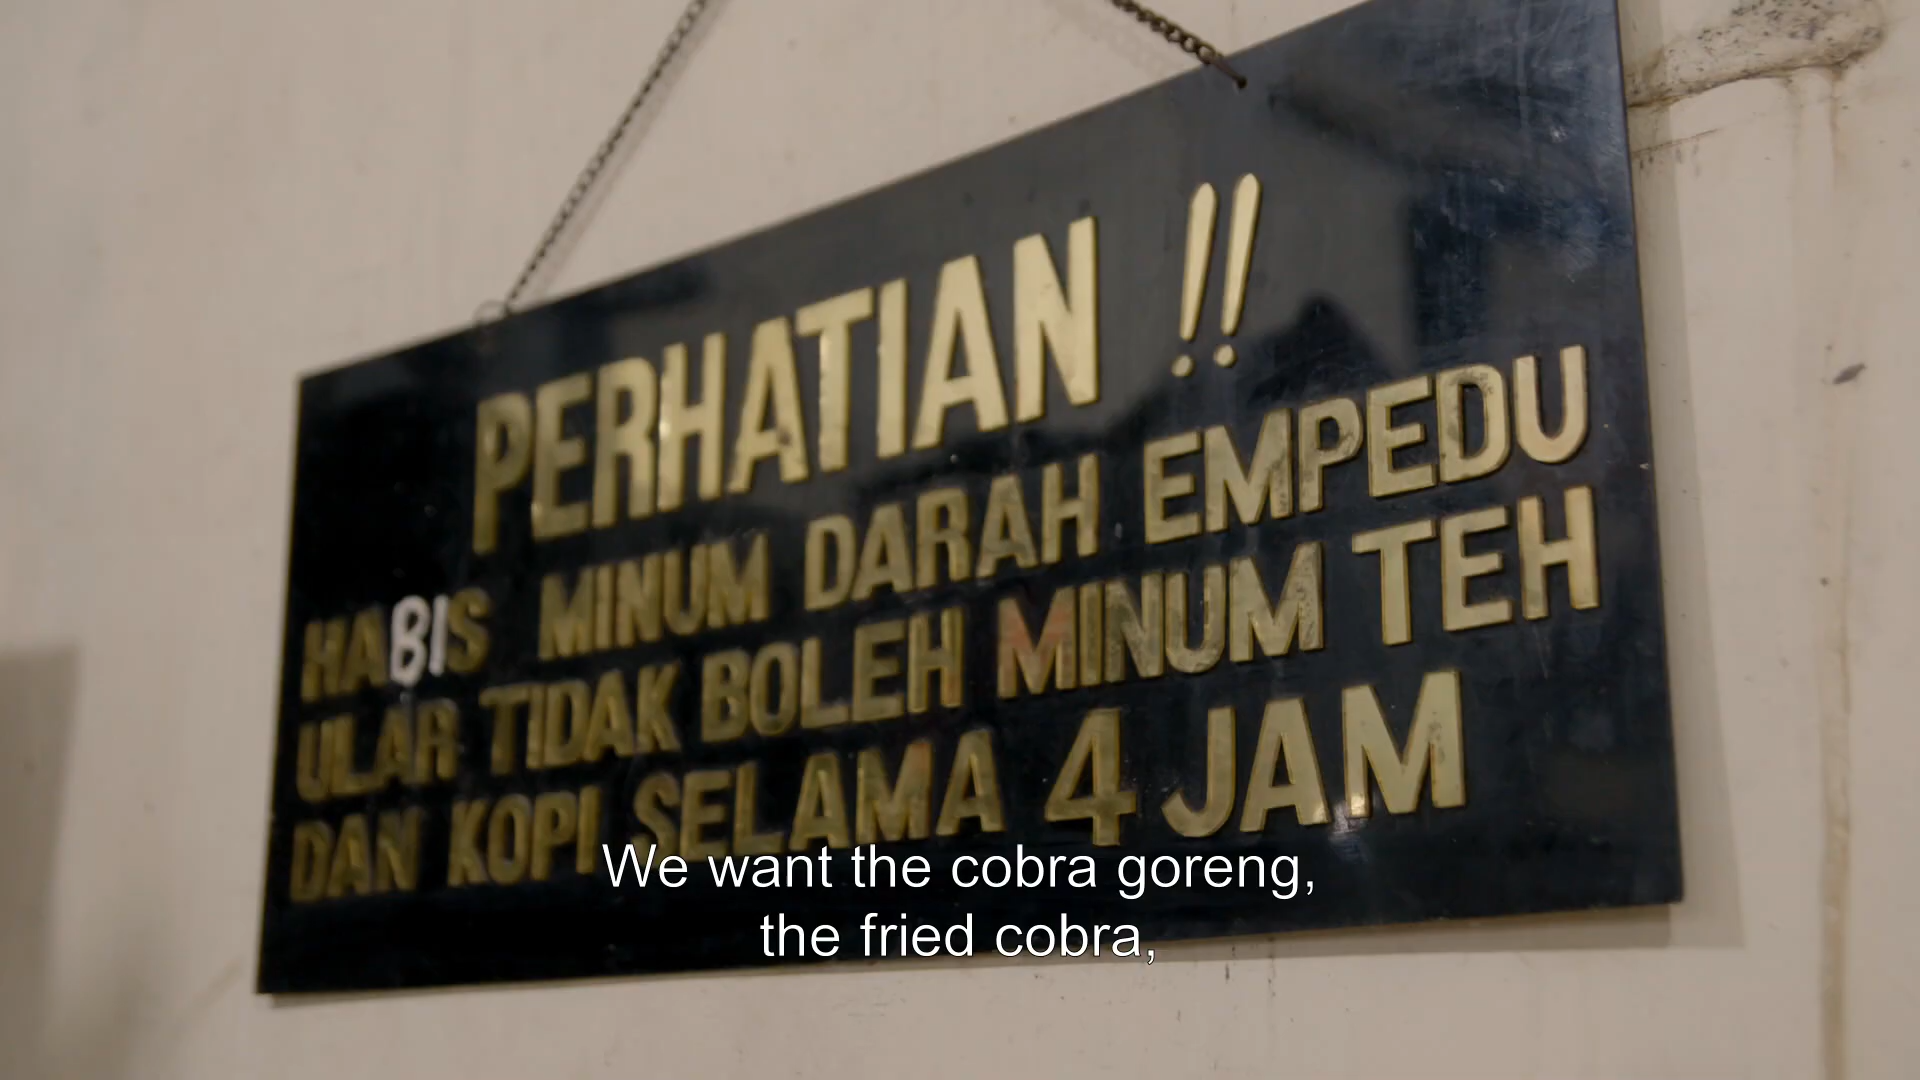 PERHATIAN !!
HABIS MINUM DARAH EMPEDU
ULAR TIDAK BOLEH MINUM TEH
DAN KOPI SELAMA 4 JAM
We want the cobra goreng,
the fried cobra,